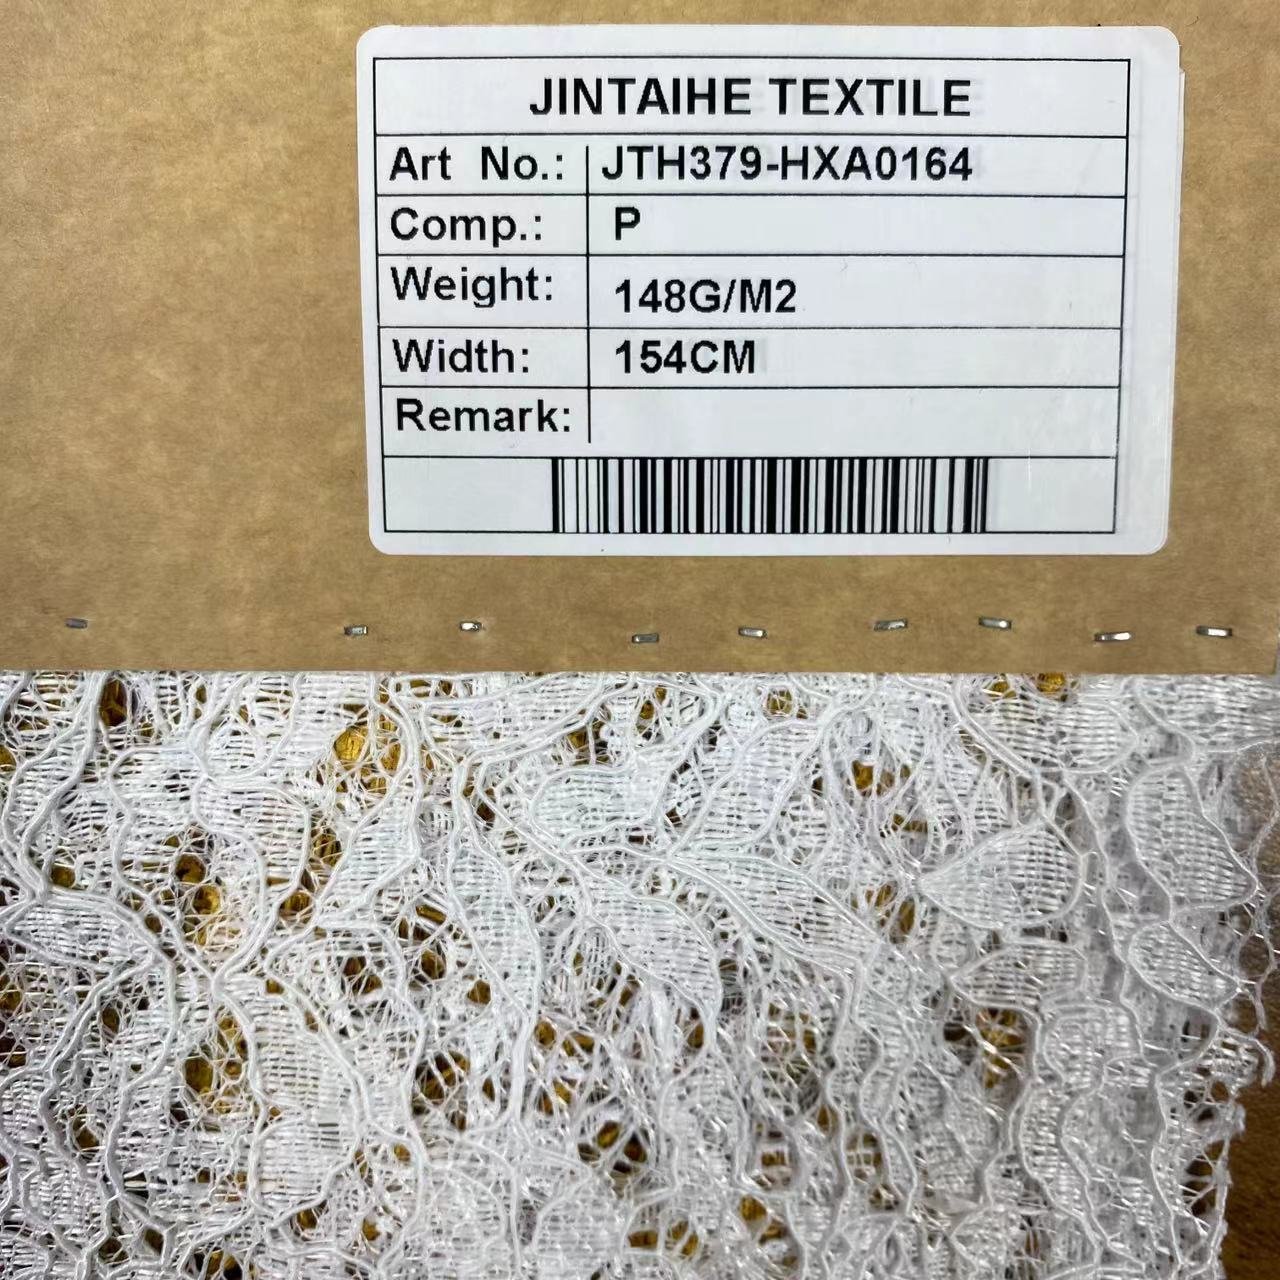 JINTAIHE TEXTILE
Art No.: JTH379-HXA0164
Comp.: P
Weight: 148G/M2
Width: 154CM
Remark: